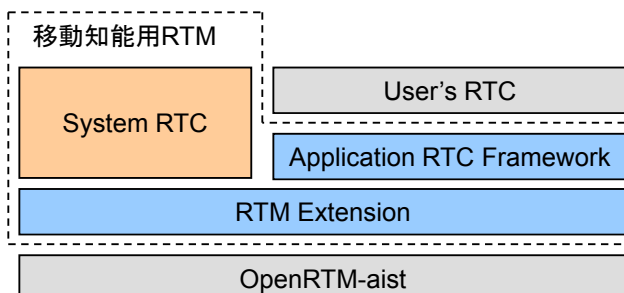 移動知能用RTM
System RTC
User's RTC
Application RTC Framework
RTM Extension
OpenRTM-aist